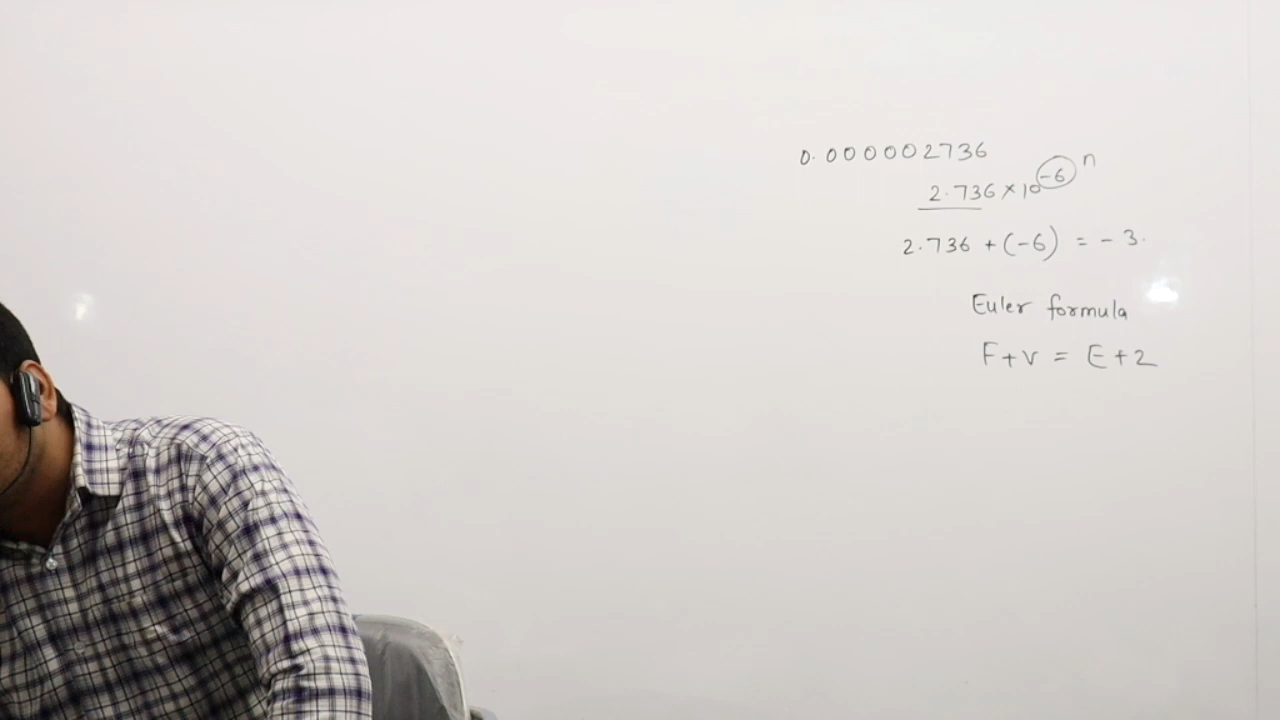 0.000002736
2.736 × 10^-6 n
2.736 + (-6) = - 3.
Euler formula
F+V = E+2